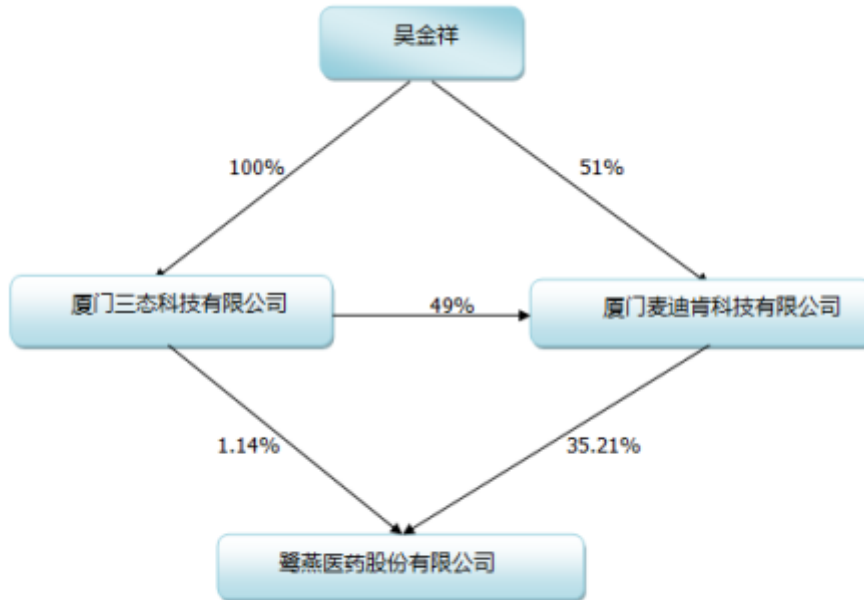 吴金祥
100%
51%
厦门三态科技有限公司
49%
厦门麦迪肯科技有限公司
1.14%
35.21%
鹭燕医药股份有限公司